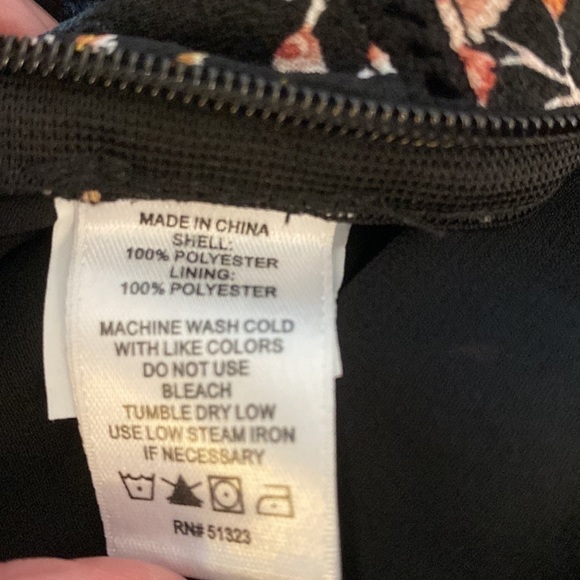 MADE IN CHINA
SHELL:
100% POLYESTER
LINING:
100% POLYESTER
MACHINE WASH COLD
WITH LIKE COLORS
DO NOT USE
BLEACH
TUMBLE DRY LOW
USE LOW STEAM IRON
IF NECESSARY
RN# 51323